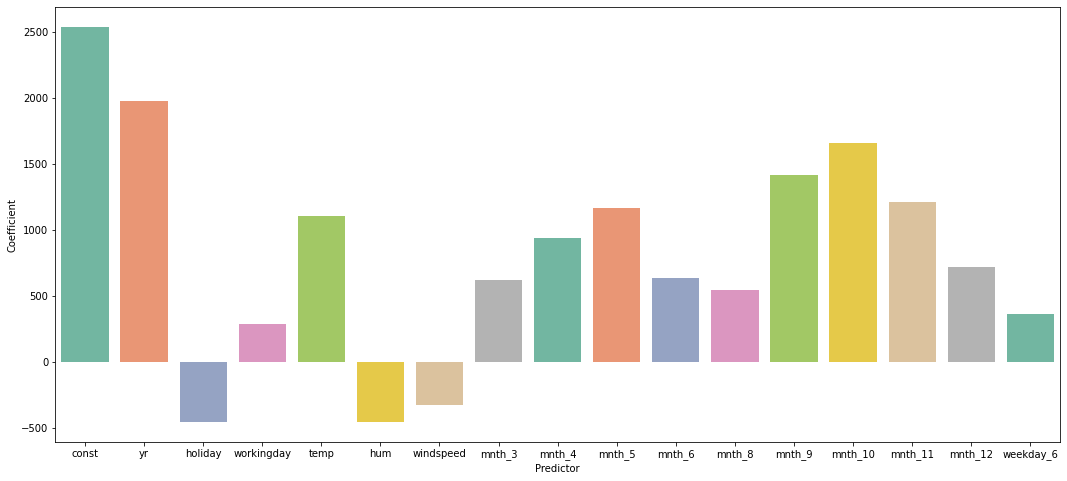 2500
2000
1500
1000
500
0
−500
Coefficient
const yr holiday workingday temp hum windspeed mnth_3 mnth_4 mnth_5 mnth_6 mnth_8 mnth_9 mnth_10 mnth_11 mnth_12 weekday_6
Predictor